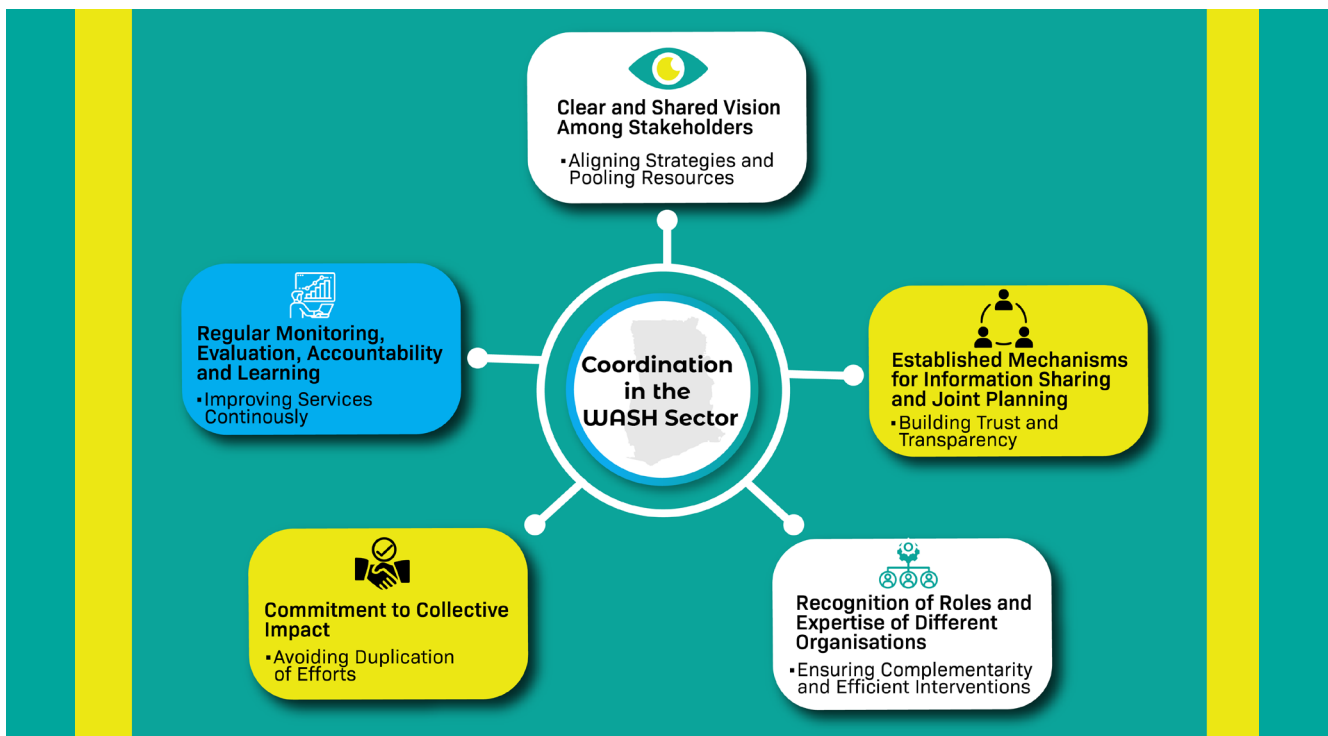 Clear and Shared Vision
Among Stakeholders
▪Aligning Strategies and
Pooling Resources
Regular Monitoring,
Evaluation, Accountability
and Learning
▪Improving Services
Continously
Coordination
in the
WASH Sector
Established Mechanisms
for Information Sharing
and Joint Planning
▪Building Trust and
Transparency
Commitment to Collective
Impact
▪Avoiding Duplication
of Efforts
Recognition of Roles and
Expertise of Different
Organisations
▪Ensuring Complementarity
and Efficient Interventions